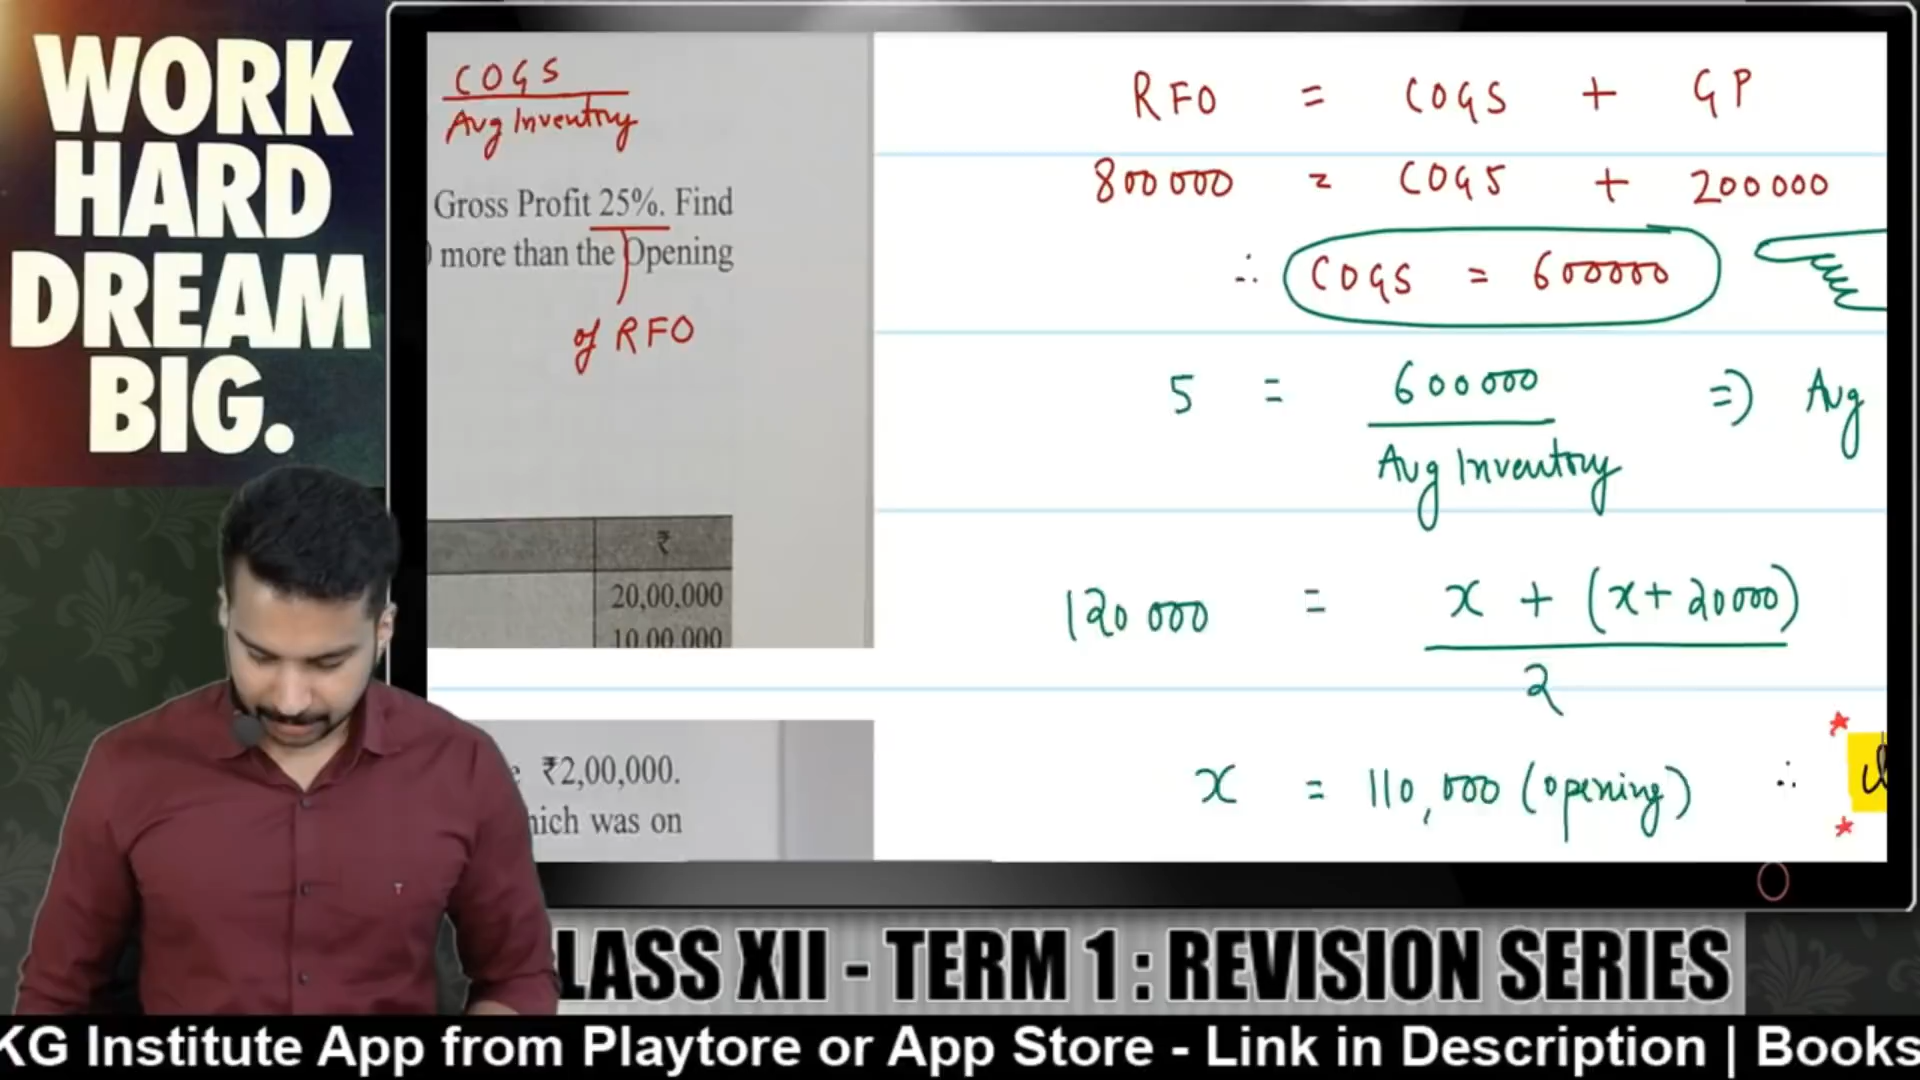 WORK
HARD
DREAM
BIG.
COGS
Avg Inventory
Gross Profit 25%. Find
more than the Opening
of RFO
₹
20,00,000
10,00,000
₹2,00,000.
hich was on
RFO = COGS + GP
800000 = COGS + 200000
∴ COGS = 600000
5 = 600000 ⇒ Avg
Avg Inventory
120000 = x + (x+20000)
2
x = 110,000 (opening) ∴
LASS XII - TERM 1 : REVISION SERIES
KG Institute App from Playtore or App Store - Link in Description | Books